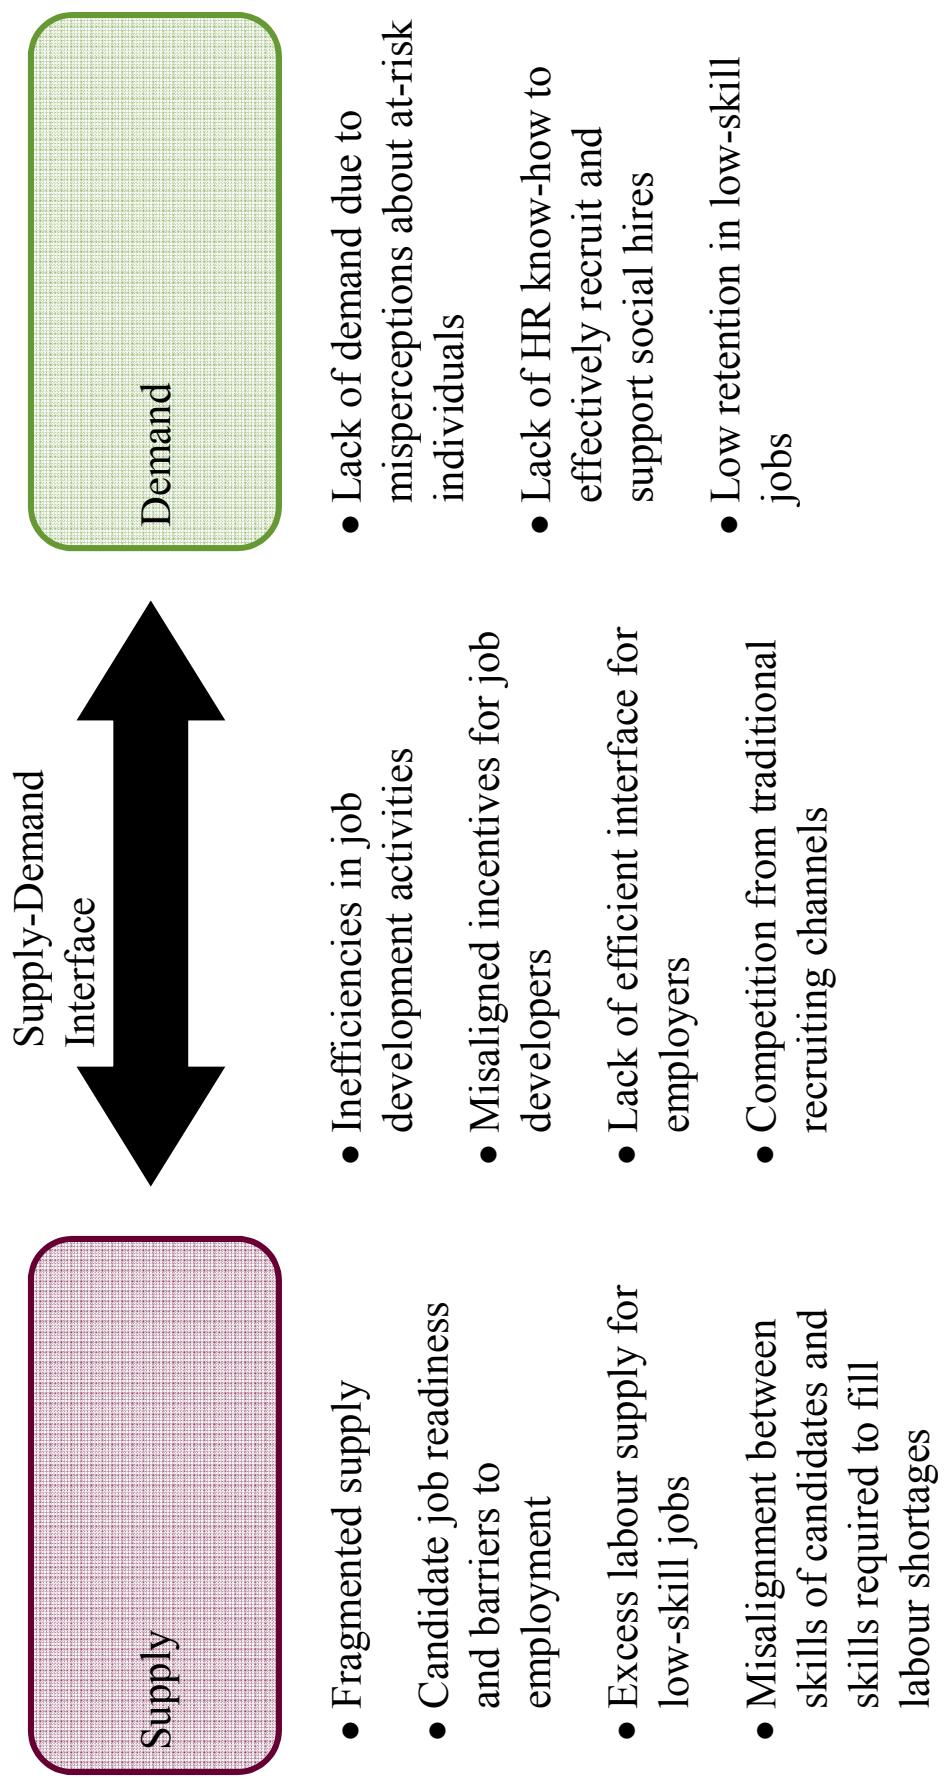 Supply
Supply-Demand
Interface
Demand
● Fragmented supply
● Candidate job readiness
and barriers to
employment
● Excess labour supply for
low-skill jobs
● Misalignment between
skills of candidates and
skills required to fill
labour shortages
● Inefficiencies in job
development activities
● Misaligned incentives for job
developers
● Lack of efficient interface for
employers
● Competition from traditional
recruiting channels
● Lack of demand due to
misperceptions about at-risk
individuals
● Lack of HR know-how to
effectively recruit and
support social hires
● Low retention in low-skill
jobs